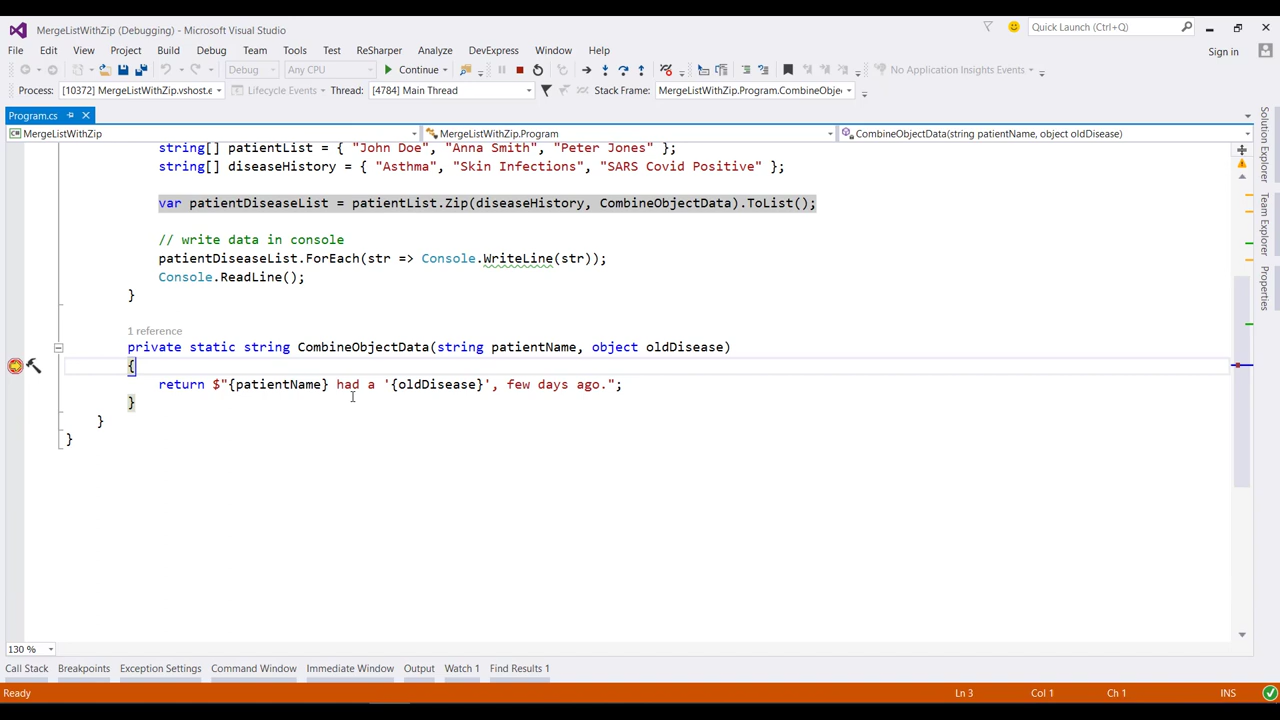 MergeListWithZip (Debugging) - Microsoft Visual Studio
Quick Launch (Ctrl+Q)
File Edit View Project Build Debug Team Tools Test ReSharper Analyze DevExpress Window Help
Sign in
Debug Any CPU Continue No Application Insights Events
Process: [10372] MergeListWithZip.vshost.e Lifecycle Events Thread: [4784] Main Thread Stack Frame: MergeListWithZip.Program.CombineObje
Program.cs
MergeListWithZip MergeListWithZip.Program CombineObjectData(string patientName, object oldDisease)
string[] patientList = { "John Doe", "Anna Smith", "Peter Jones" };
string[] diseaseHistory = { "Asthma", "Skin Infections", "SARS Covid Positive" };
var patientDiseaseList = patientList.Zip(diseaseHistory, CombineObjectData).ToList();
// write data in console
patientDiseaseList.ForEach(str => Console.WriteLine(str));
Console.ReadLine();
}
1 reference
private static string CombineObjectData(string patientName, object oldDisease)
{
return $"{patientName} had a '{oldDisease}', few days ago.";
}
}
}
Solution Explorer
Team Explorer
Properties
130 %
Call Stack Breakpoints Exception Settings Command Window Immediate Window Output Watch 1 Find Results 1
Ready Ln 3 Col 1 Ch 1 INS